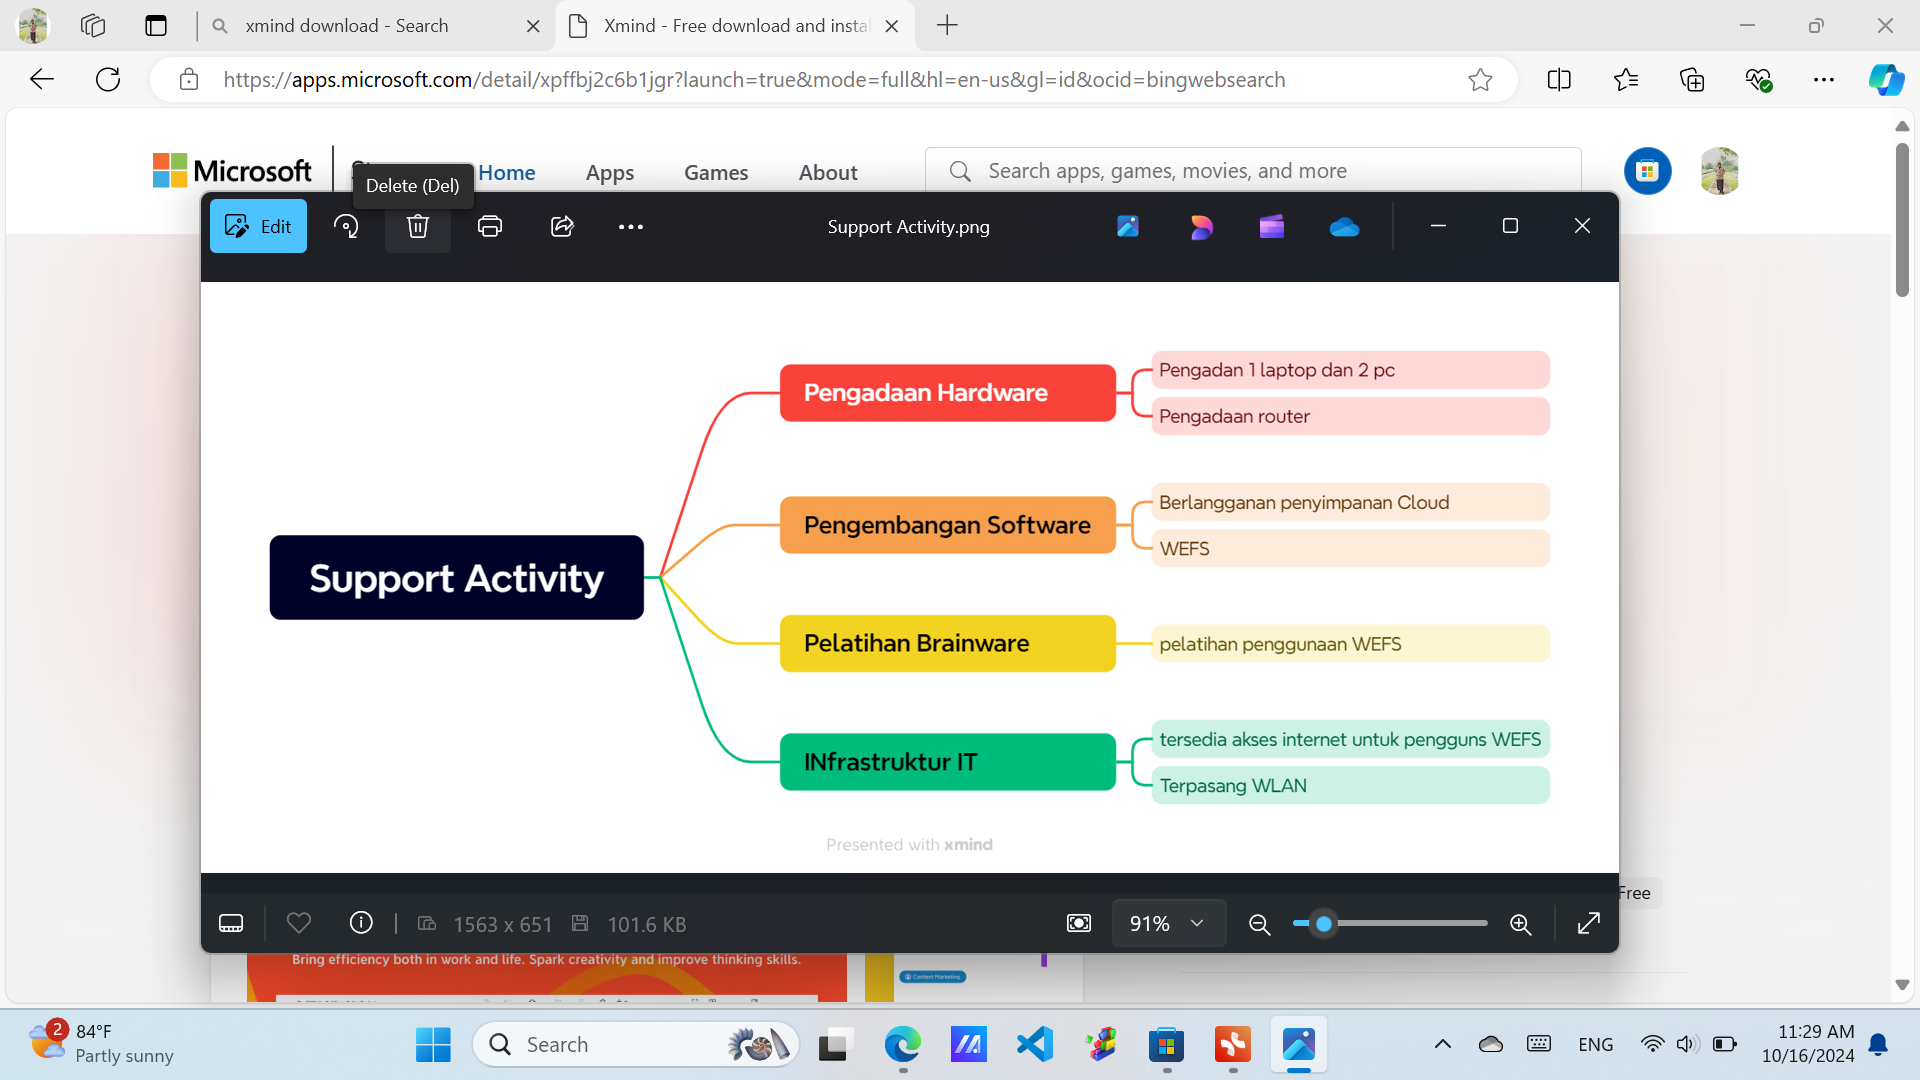 xmind download - Search
Xmind - Free download and insta
https://apps.microsoft.com/detail/xpffbj2c6b1jgr?launch=true&mode=full&hl=en-us&gl=id&ocid=bingwebsearch
Microsoft
Home
Apps
Games
About
Search apps, games, movies, and more
Delete (Del)
Edit
Support Activity.png
Pengadaan Hardware
Pengadan 1 laptop dan 2 pc
Pengadaan router
Pengembangan Software
Berlangganan penyimpanan Cloud
WEFS
Support Activity
Pelatihan Brainware
pelatihan penggunaan WEFS
INfrastruktur IT
tersedia akses internet untuk pengguns WEFS
Terpasang WLAN
Presented with xmind
Free
1563 x 651
101.6 KB
91%
Bring efficiency both in work and life. Spark creativity and improve thinking skills.
Content Marketing
2
84°F
Partly sunny
Search
ENG
11:29 AM
10/16/2024